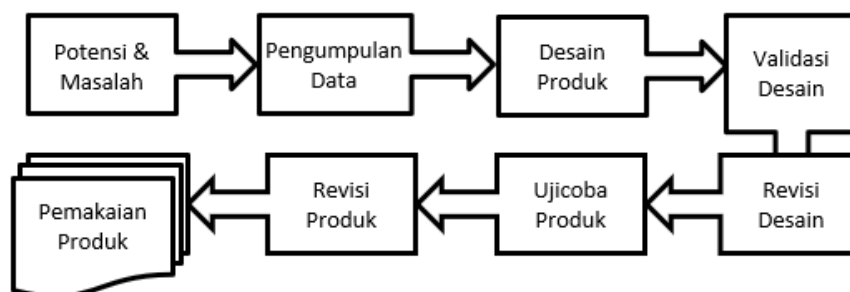 Potensi &
Masalah
Pengumpulan
Data
Desain
Produk
Validasi
Desain
Revisi
Desain
Ujicoba
Produk
Revisi
Produk
Pemakaian
Produk